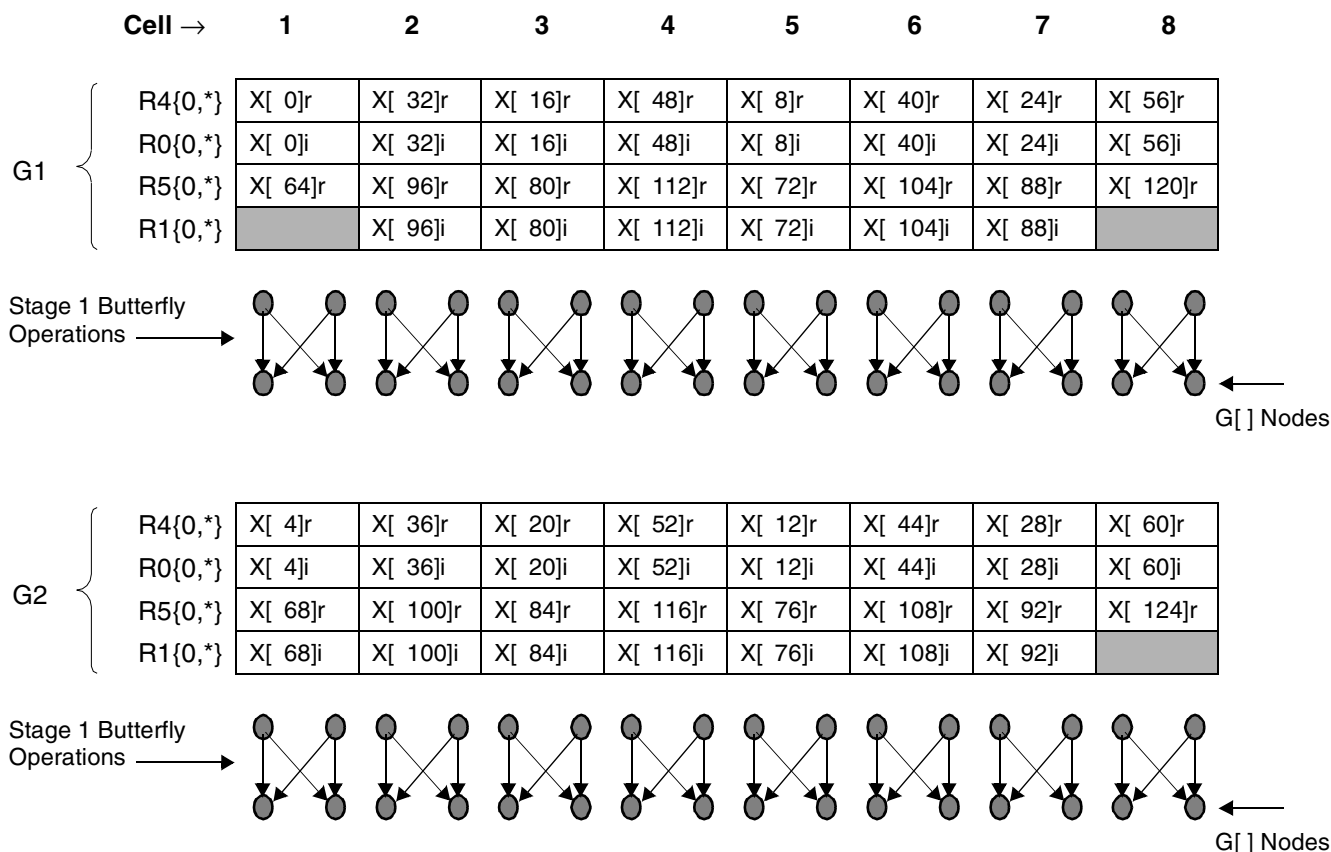 Cell → 1 2 3 4 5 6 7 8
R4{0,*} X[ 0]r X[ 32]r X[ 16]r X[ 48]r X[ 8]r X[ 40]r X[ 24]r X[ 56]r
R0{0,*} X[ 0]i X[ 32]i X[ 16]i X[ 48]i X[ 8]i X[ 40]i X[ 24]i X[ 56]i
G1
R5{0,*} X[ 64]r X[ 96]r X[ 80]r X[ 112]r X[ 72]r X[ 104]r X[ 88]r X[ 120]r
R1{0,*} X[ 96]i X[ 80]i X[ 112]i X[ 72]i X[ 104]i X[ 88]i
Stage 1 Butterfly
Operations
G[ ] Nodes
R4{0,*} X[ 4]r X[ 36]r X[ 20]r X[ 52]r X[ 12]r X[ 44]r X[ 28]r X[ 60]r
R0{0,*} X[ 4]i X[ 36]i X[ 20]i X[ 52]i X[ 12]i X[ 44]i X[ 28]i X[ 60]i
G2
R5{0,*} X[ 68]r X[ 100]r X[ 84]r X[ 116]r X[ 76]r X[ 108]r X[ 92]r X[ 124]r
R1{0,*} X[ 68]i X[ 100]i X[ 84]i X[ 116]i X[ 76]i X[ 108]i X[ 92]i
Stage 1 Butterfly
Operations
G[ ] Nodes